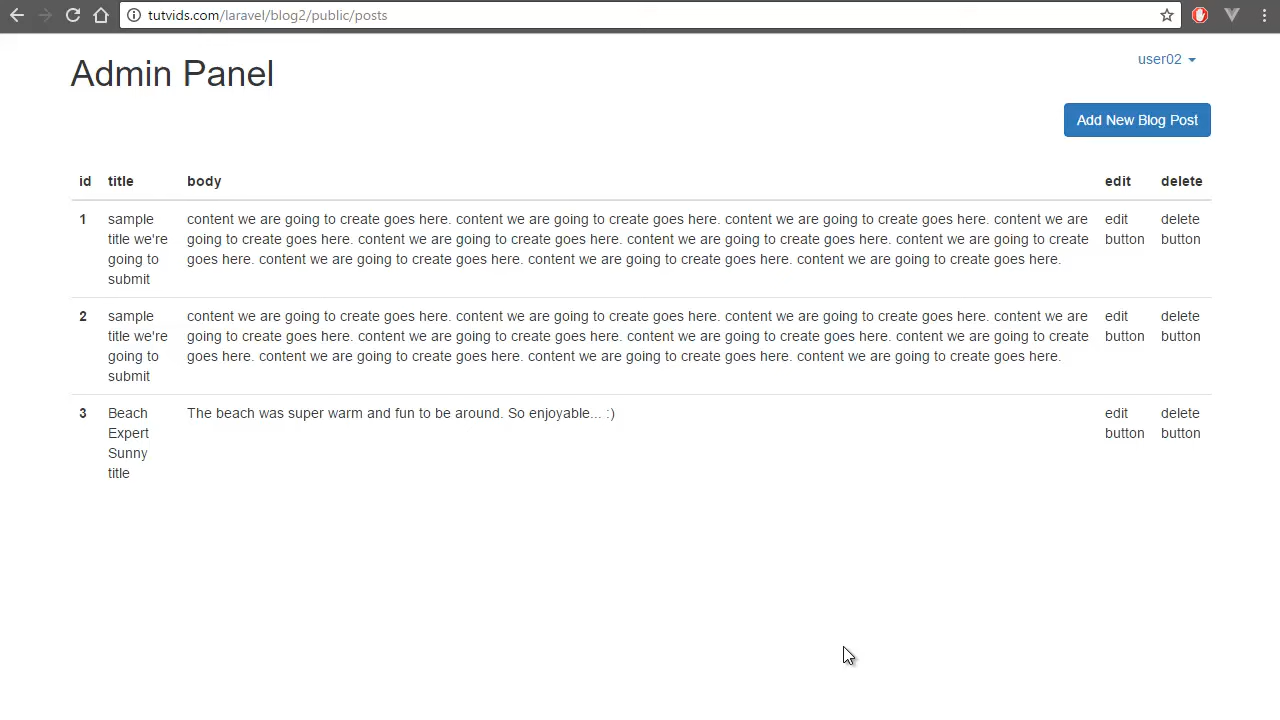 tutvids.com/laravel/blog2/public/posts
Admin Panel
user02
Add New Blog Post
id title body edit delete
1
sample
title we're
going to
submit
content we are going to create goes here. content we are going to create goes here. content we are going to create goes here. content we are
going to create goes here. content we are going to create goes here. content we are going to create goes here. content we are going to create
goes here. content we are going to create goes here. content we are going to create goes here. content we are going to create goes here.
edit
button
delete
button
2
sample
title we're
going to
submit
content we are going to create goes here. content we are going to create goes here. content we are going to create goes here. content we are
going to create goes here. content we are going to create goes here. content we are going to create goes here. content we are going to create
goes here. content we are going to create goes here. content we are going to create goes here. content we are going to create goes here.
edit
button
delete
button
3
Beach
Expert
Sunny
title
The beach was super warm and fun to be around. So enjoyable... :)
edit
button
delete
button